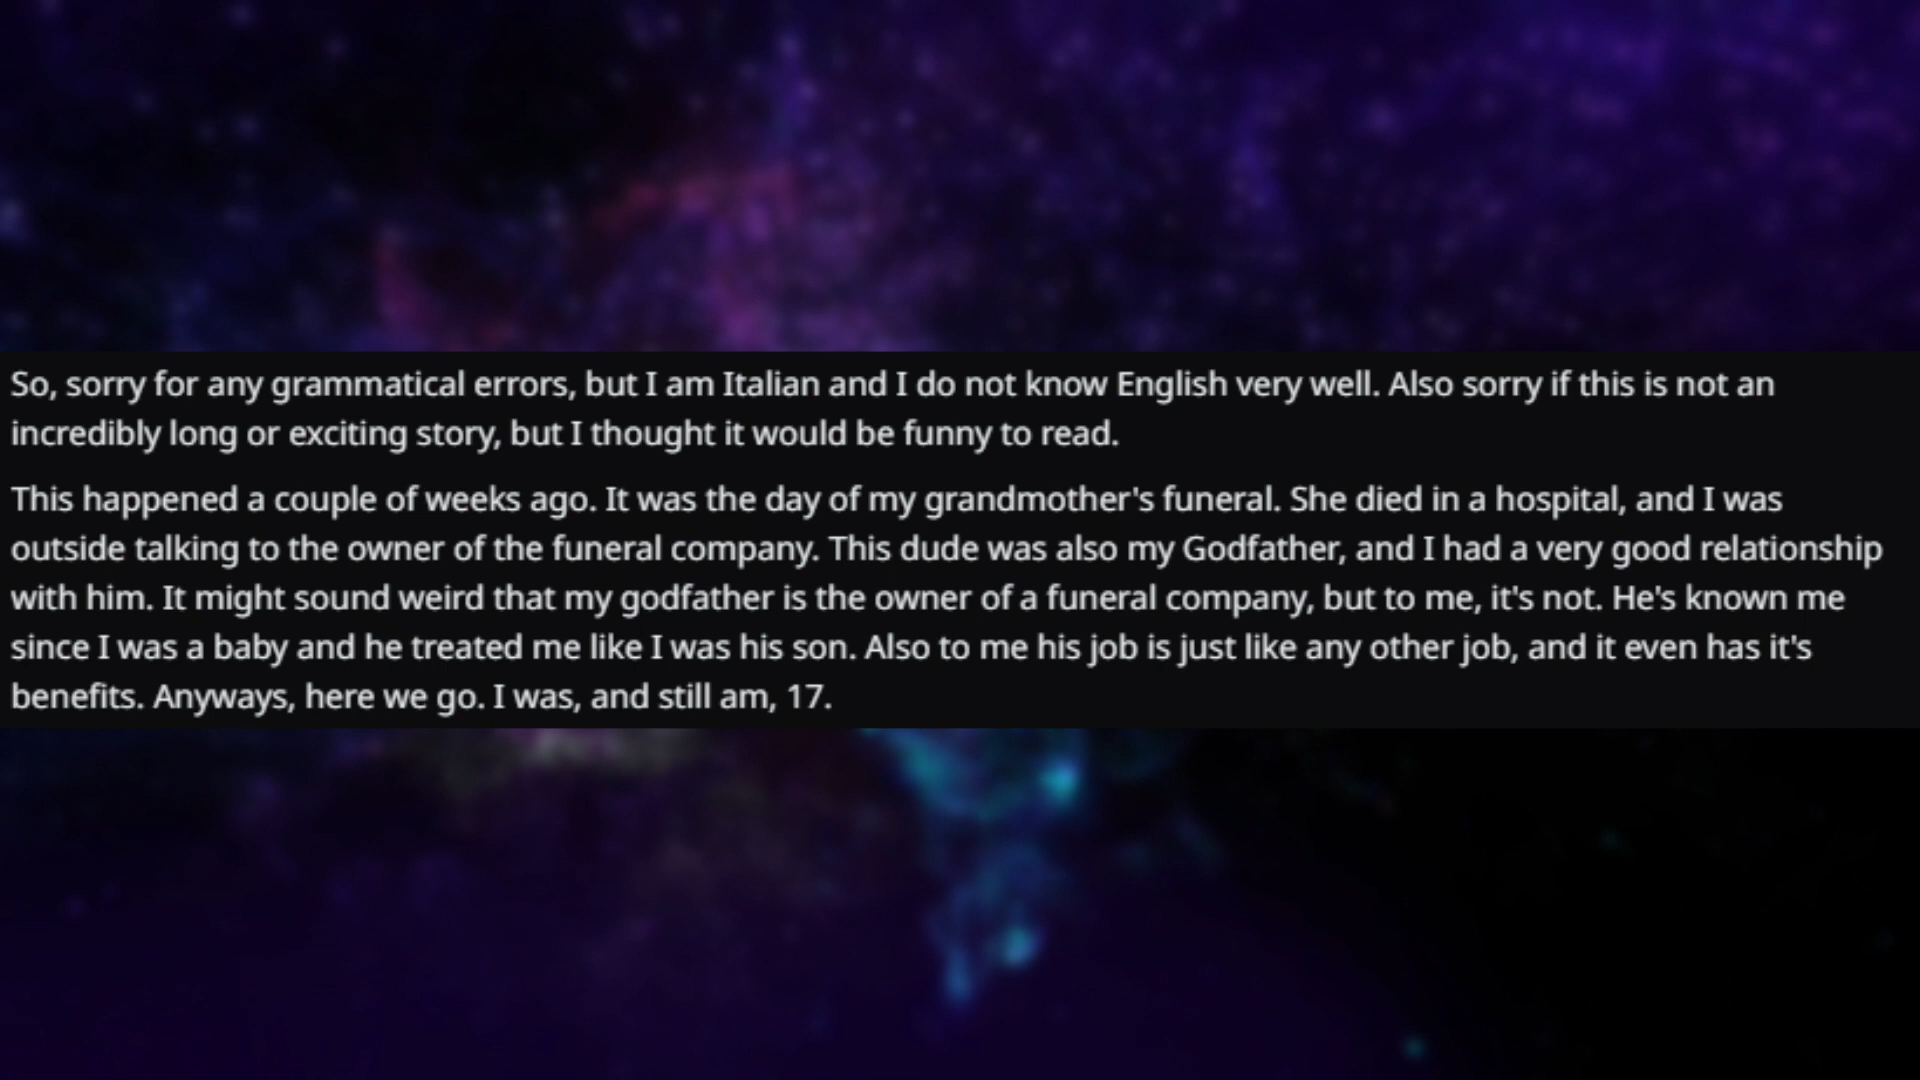 So, sorry for any grammatical errors, but I am Italian and I do not know English very well. Also sorry if this is not an
incredibly long or exciting story, but I thought it would be funny to read.
This happened a couple of weeks ago. It was the day of my grandmother's funeral. She died in a hospital, and I was
outside talking to the owner of the funeral company. This dude was also my Godfather, and I had a very good relationship
with him. It might sound weird that my godfather is the owner of a funeral company, but to me, it's not. He's known me
since I was a baby and he treated me like I was his son. Also to me his job is just like any other job, and it even has it's
benefits. Anyways, here we go. I was, and still am, 17.